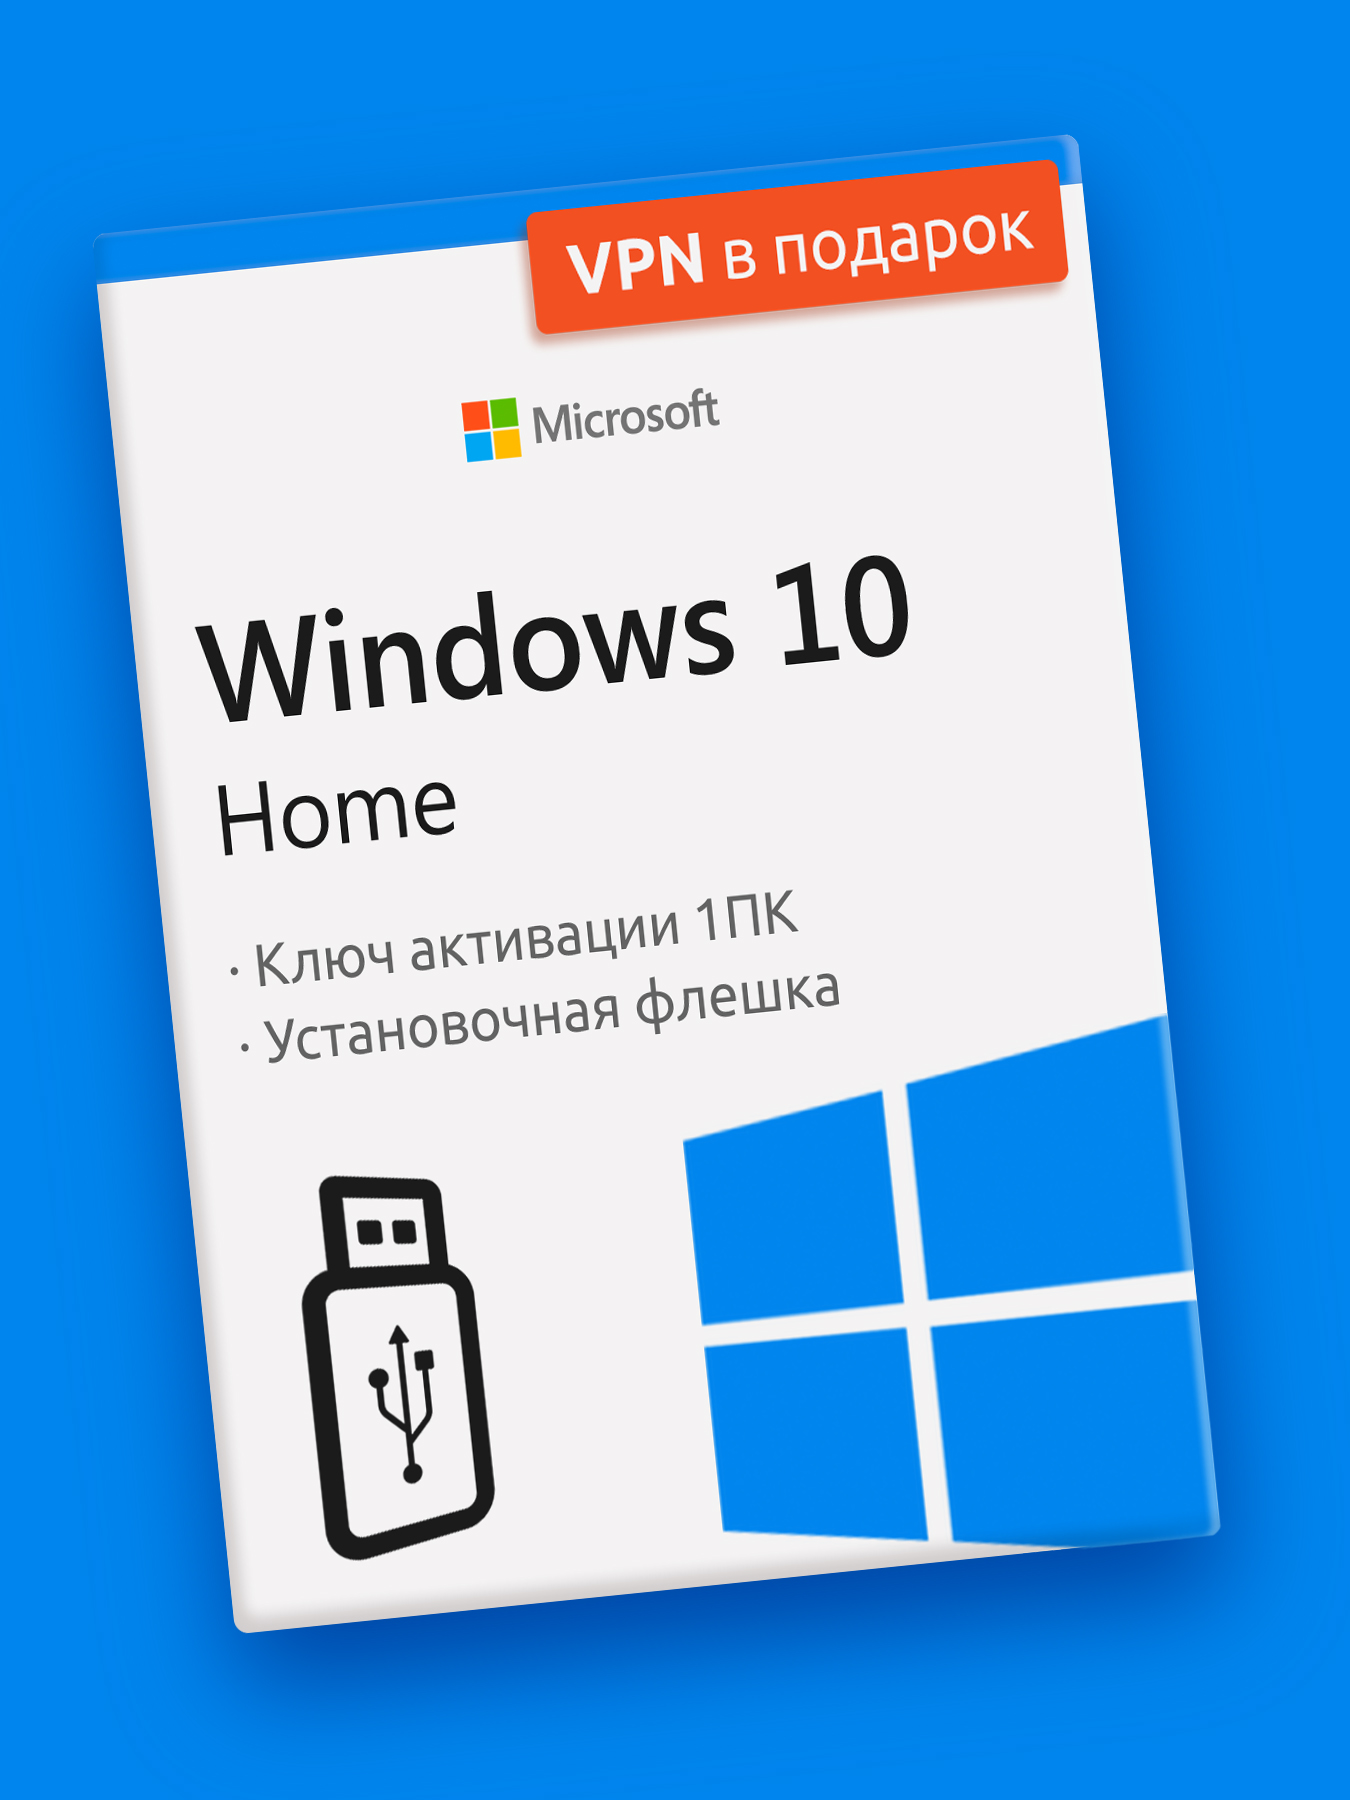 VPN в подарок
Microsoft
Windows 10
Home
· Ключ активации 1ПК
· Установочная флешка